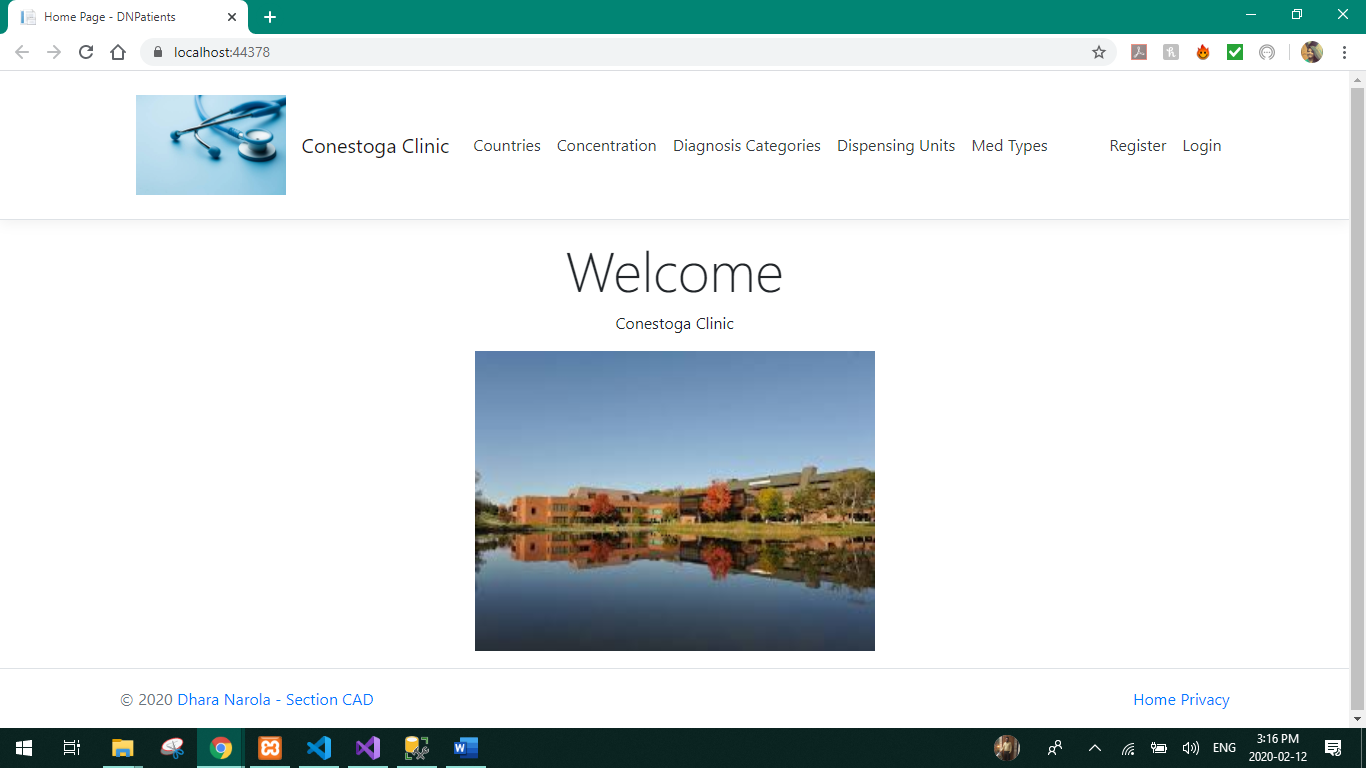 Home Page - DNPatients
localhost:44378
Conestoga Clinic Countries Concentration Diagnosis Categories Dispensing Units Med Types Register Login
Welcome
Conestoga Clinic
© 2020 Dhara Narola - Section CAD Home Privacy
ENG 3:16 PM
2020-02-12